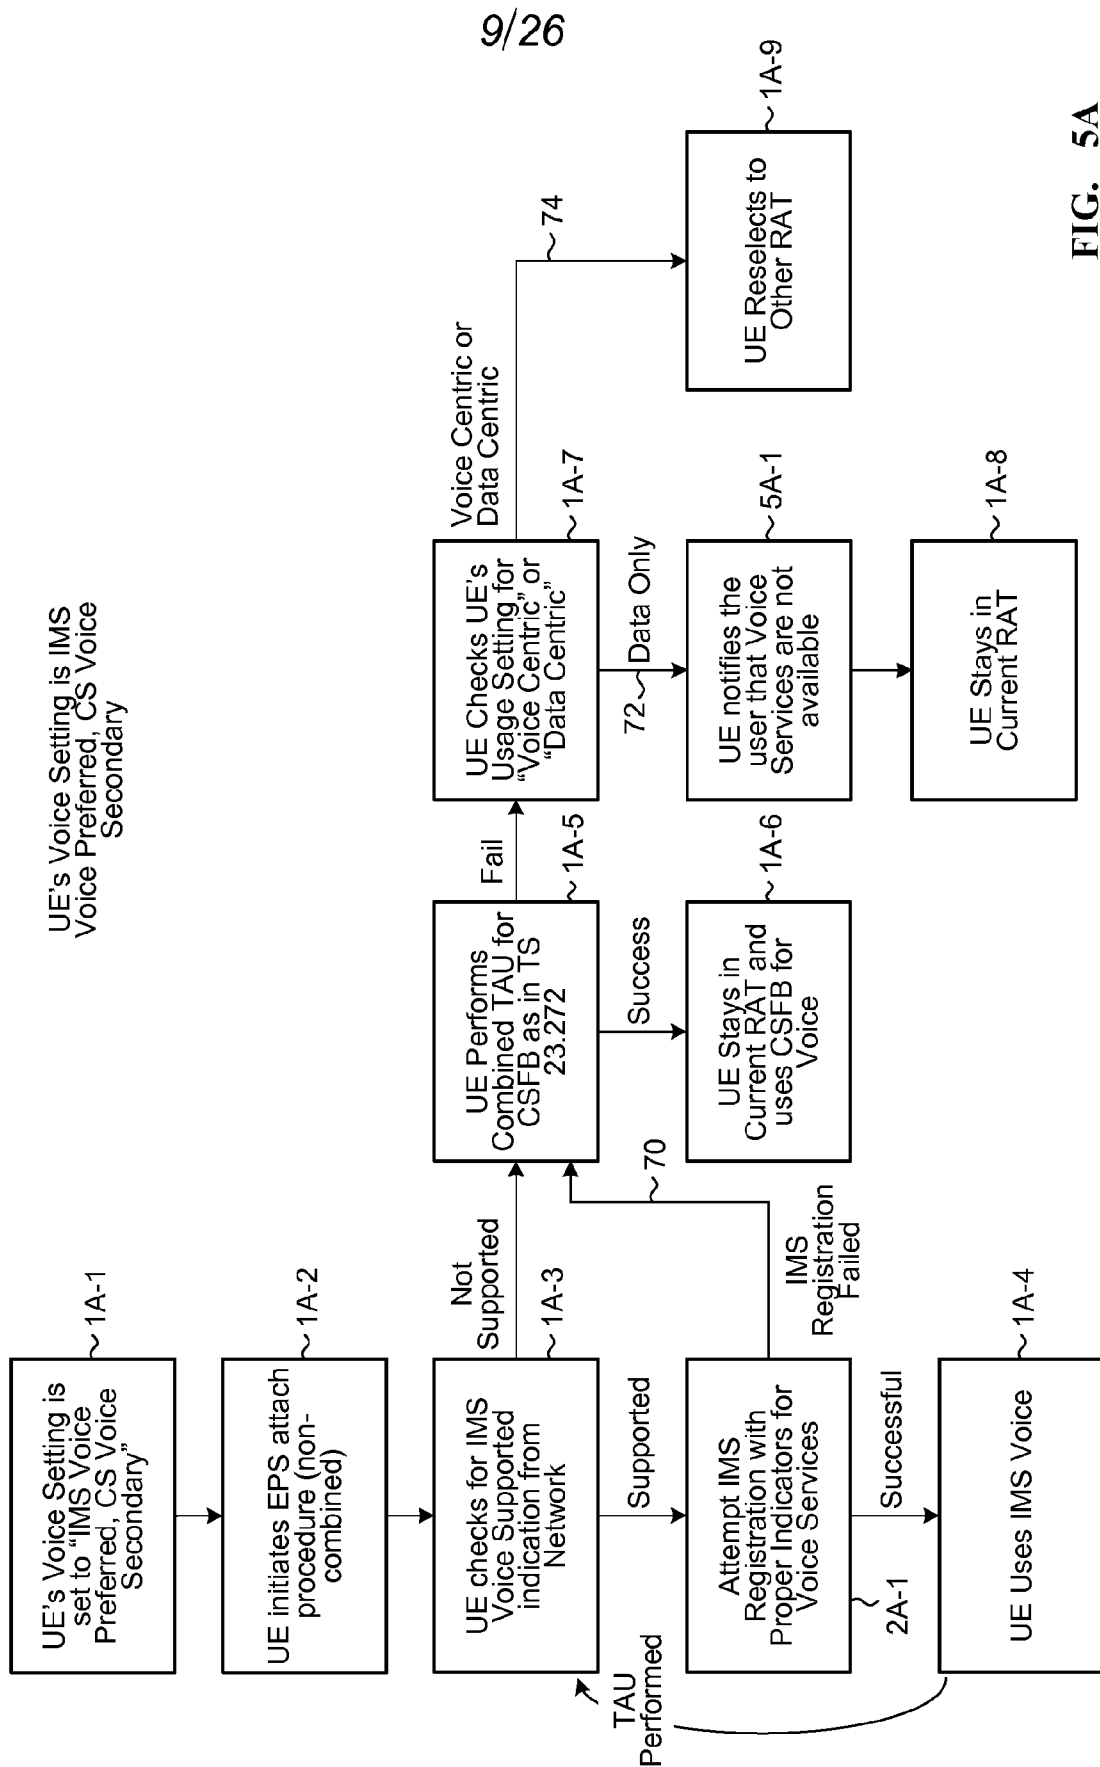 9/26
UE's Voice Setting is IMS
Voice Preferred, CS Voice
Secondary
UE's Voice Setting is
set to “IMS Voice
Preferred, CS Voice
Secondary”
1A-1
UE initiates EPS attach
procedure (non-
combined)
1A-2
UE checks for IMS
Voice Supported
indication from
Network
1A-3
Not
Supported
Supported
Attempt IMS
Registration with
Proper Indicators for
Voice Services
2A-1
IMS
Registration
Failed
70
Successful
UE Uses IMS Voice
1A-4
TAU
Performed
UE Performs
Combined TAU for
CSFB as in TS
23.272
1A-5
Fail
Success
UE Stays in
Current RAT and
uses CSFB for
Voice
1A-6
UE Checks UE's
Usage Setting for
“Voice Centric” or
“Data Centric”
1A-7
Voice Centric or
Data Centric
74
72
Data Only
UE notifies the
user that Voice
Services are not
available
5A-1
UE Stays in
Current RAT
1A-8
UE Reselects to
Other RAT
1A-9
FIG. 5A